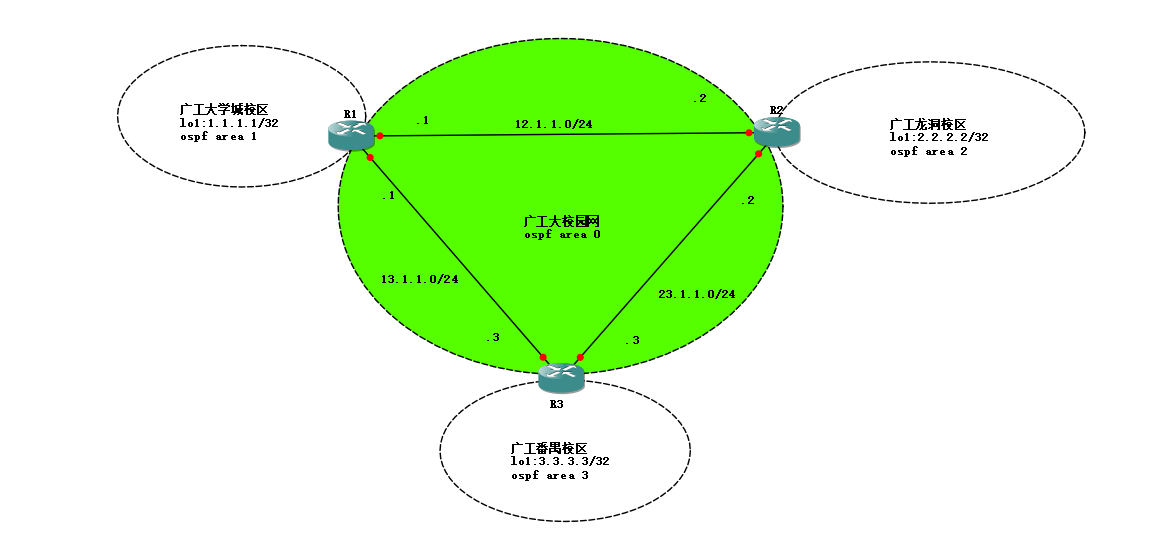 广工大学城校区
lo1:1.1.1.1/32
ospf area 1
R1
.1
12.1.1.0/24
.2
R2
广工龙洞校区
lo1:2.2.2.2/32
ospf area 2
.1
.2
广工大校园网
ospf area 0
13.1.1.0/24
23.1.1.0/24
.3
.3
R3
广工番禺校区
lo1:3.3.3.3/32
ospf area 3